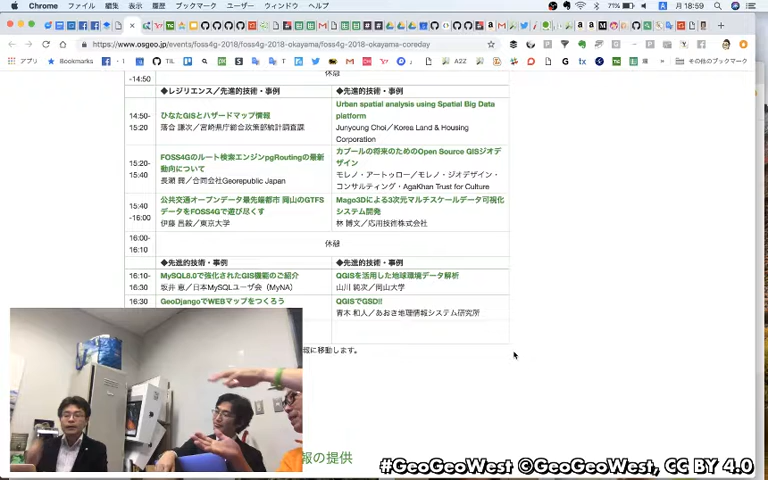 Chrome ファイル 編集 表示 履歴 ブックマーク ユーザー ウィンドウ ヘルプ
71% 月 18:59
https://www.osgeo.jp/events/foss4g-2018/foss4g-2018-okayama/foss4g-2018-okayama-coreday
アプリ Bookmarks TIL A2Z その他のブックマーク
-14:50 休憩
◆レジリエンス／先進的技術・事例 ◆先進的技術・事例
14:50-15:20
ひなたGISとハザードマップ情報
落合 謙次／宮崎県庁総合政策部統計調査課
Urban spatial analysis using Spatial Big Data platform
Junyoung Choi／Korea Land & Housing Corporation
15:20-15:40
FOSS4Gのルート検索エンジンpgRoutingの最新動向について
長瀬 興／合同会社Georepublic Japan
カブールの将来のためのOpen Source GISジオデザイン
モレノ・アートゥロー／モレノ・ジオデザイン・コンサルティング・AgaKhan Trust for Culture
15:40-16:00
公共交通オープンデータ最先端都市 岡山のGTFSデータをFOSS4Gで遊び尽くす
伊藤 昌毅／東京大学
Mago3Dによる3次元マルチスケールデータ可視化システム開発
林 博文／応用技術株式会社
16:00-16:10 休憩
◆先進的技術・事例 ◆先進的技術・事例
16:10-16:30
MySQL8.0で強化されたGIS機能のご紹介
坂井 恵／日本MySQLユーザ会（MyNA）
QGISを活用した地球環境データ解析
山川 純次／岡山大学
16:30
GeoDjangoでWEBマップをつくろう
QGISでGSD!!
青木 和人／あおき地理情報システム研究所
報に移動します。
報の提供
#GeoGeoWest ©GeoGeoWest, CC BY 4.0